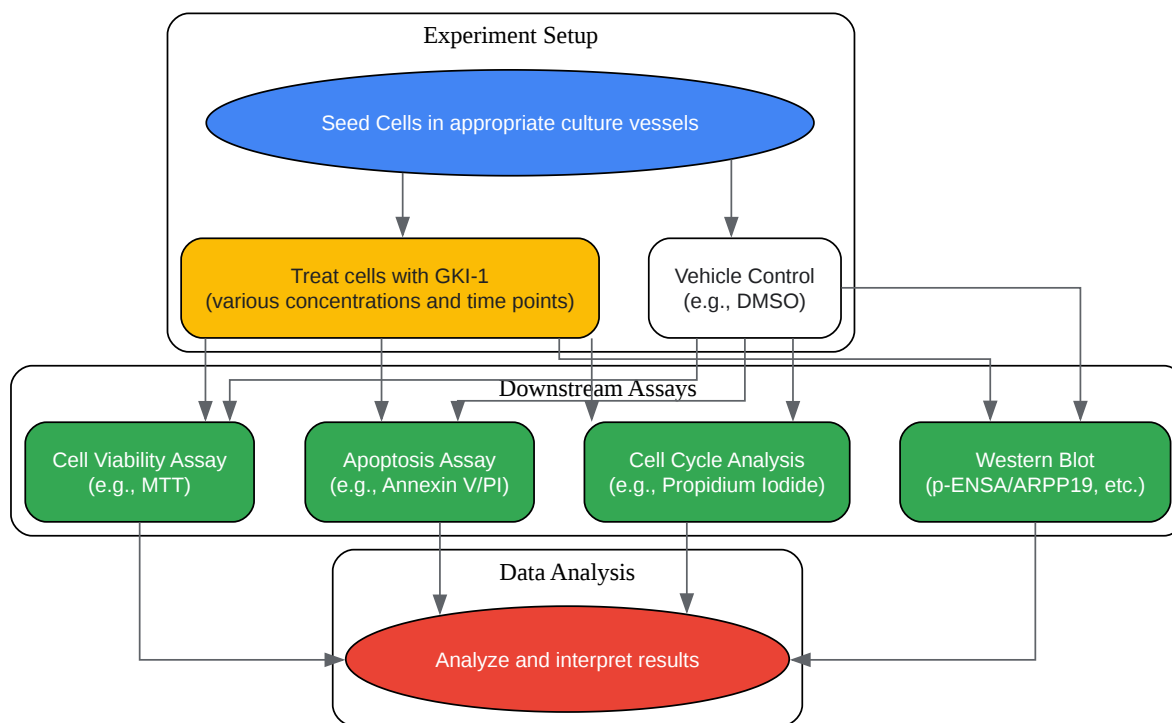 Experiment Setup
Seed Cells in appropriate culture vessels
Treat cells with GKI-1
(various concentrations and time points)
Vehicle Control
(e.g., DMSO)
Downstream Assays
Cell Viability Assay
(e.g., MTT)
Apoptosis Assay
(e.g., Annexin V/PI)
Cell Cycle Analysis
(e.g., Propidium Iodide)
Western Blot
(p-ENSA/ARPP19, etc.)
Data Analysis
Analyze and interpret results